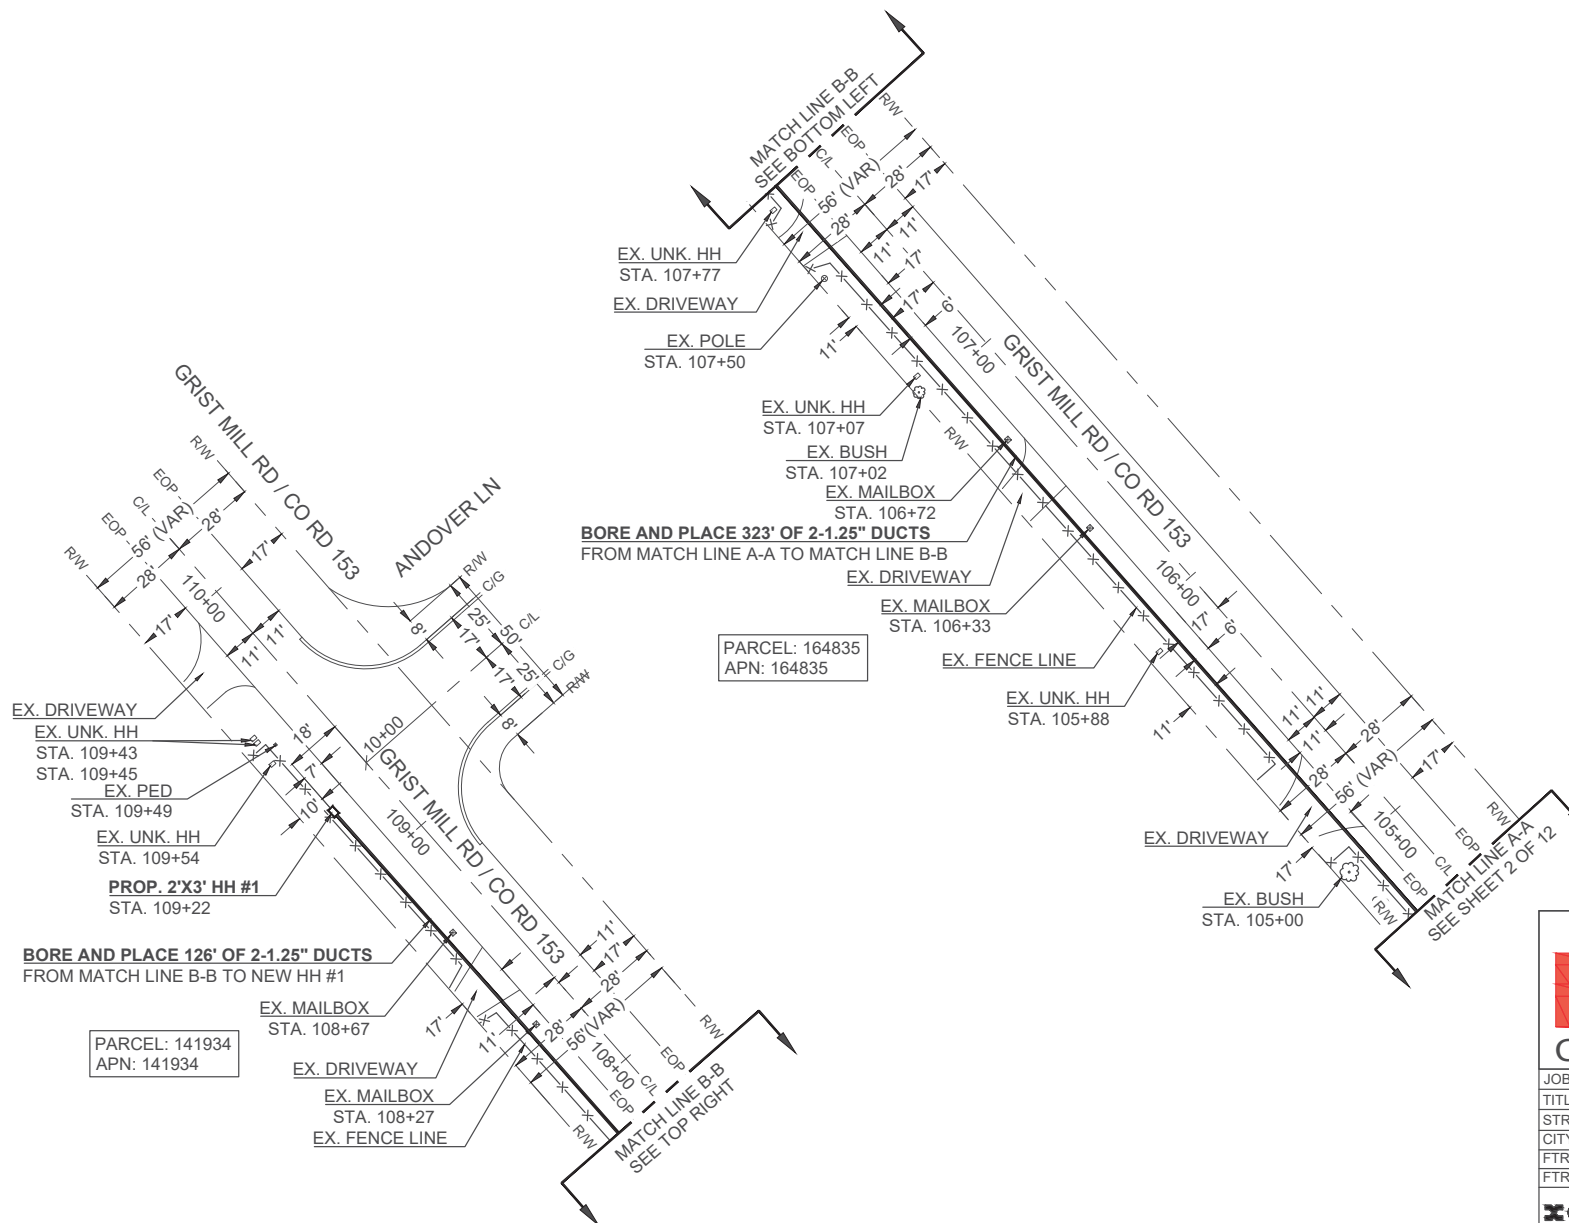 MATCH LINE B-B
SEE BOTTOM LEFT
R/W
EOP
C/L
EOP
56' (VAR)
28'
17'
28'
11'
11'
17'
17'
6'
11'
EX. UNK. HH
STA. 107+77
EX. DRIVEWAY
EX. POLE
STA. 107+50
107+00
GRIST MILL RD / CO RD 153
EX. UNK. HH
STA. 107+07
R/W
EX. BUSH
STA. 107+02
EX. MAILBOX
STA. 106+72
BORE AND PLACE 323' OF 2-1.25" DUCTS
FROM MATCH LINE A-A TO MATCH LINE B-B
EX. DRIVEWAY
106+00
EX. MAILBOX
STA. 106+33
17'
6'
PARCEL: 164835
APN: 164835
EX. FENCE LINE
EX. UNK. HH
STA. 105+88
11'
11'
11'
11'
28'
28'
56' (VAR)
17'
R/W
105+00
EOP
C/L
EOP
EX. DRIVEWAY
17'
EX. BUSH
STA. 105+00
R/W
MATCH LINE A-A
SEE SHEET 2 OF 12
GRIST MILL RD / CO RD 153
R/W
EOP
C/L
EOP
R/W
56' (VAR)
28'
28'
17'
110+00
17'
11'
11'
ANDOVER LN
R/W
C/G
C/L
C/G
R/W
8'
25'
50'
17'
17'
25'
8'
EX. DRIVEWAY
EX. UNK. HH
STA. 109+43
STA. 109+45
EX. PED
STA. 109+49
EX. UNK. HH
STA. 109+54
18'
7'
10'
10+00
GRIST MILL RD / CO RD 153
109+00
PROP. 2'X3' HH #1
STA. 109+22
BORE AND PLACE 126' OF 2-1.25" DUCTS
FROM MATCH LINE B-B TO NEW HH #1
EX. MAILBOX
STA. 108+67
PARCEL: 141934
APN: 141934
EX. DRIVEWAY
EX. MAILBOX
STA. 108+27
EX. FENCE LINE
17'
11'
11'
17'
28'
28'
56'(VAR)
108+00
R/W
EOP
C/L
EOP
R/W
MATCH LINE B-B
SEE TOP RIGHT
C
JOB
TITL
STR
CITY
FTR
FTR